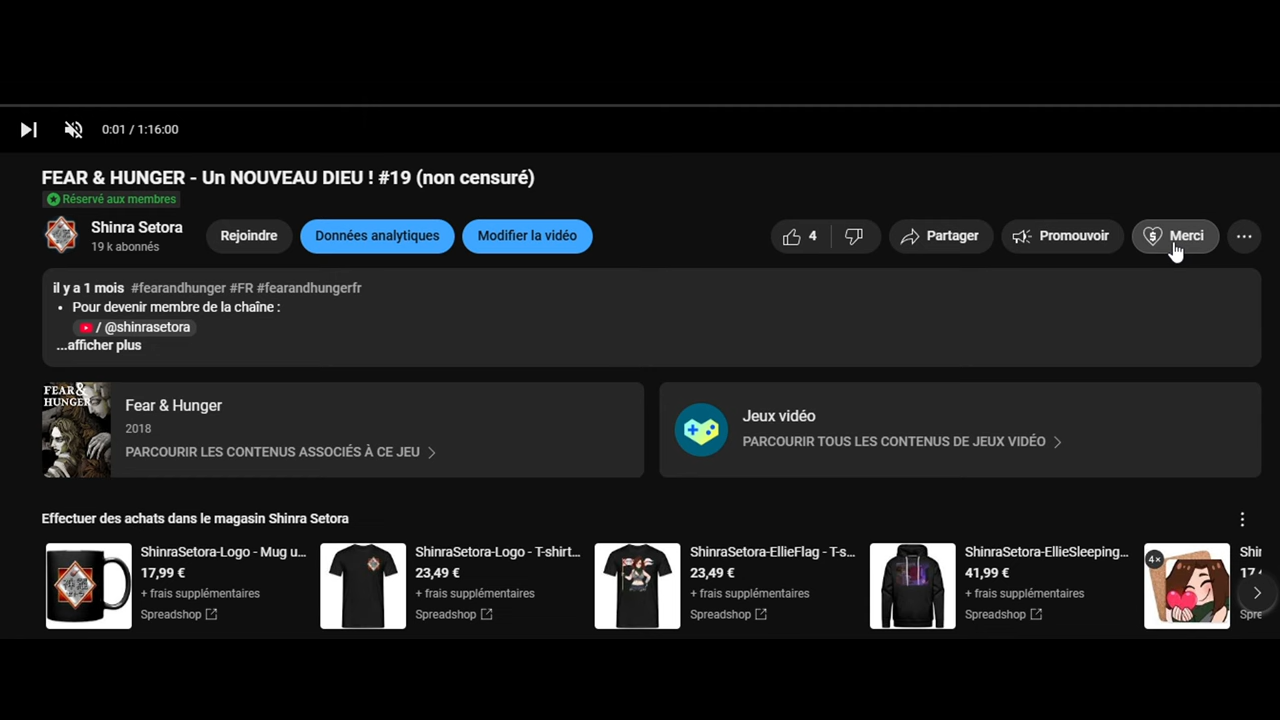 0:01 / 1:16:00
FEAR & HUNGER - Un NOUVEAU DIEU ! #19 (non censuré)
Réservé aux membres
Shinra Setora
19 k abonnés
Rejoindre
Données analytiques
Modifier la vidéo
4
Partager
Promouvoir
Merci
il y a 1 mois #fearandhunger #FR #fearandhungerfr
• Pour devenir membre de la chaîne :
/ @shinrasetora
...afficher plus
FEAR &
HUNGER
Fear & Hunger
2018
PARCOURIR LES CONTENUS ASSOCIÉS À CE JEU
Jeux vidéo
PARCOURIR TOUS LES CONTENUS DE JEUX VIDÉO
Effectuer des achats dans le magasin Shinra Setora
ShinraSetora-Logo - Mug u...
17,99 €
+ frais supplémentaires
Spreadshop
ShinraSetora-Logo - T-shirt...
23,49 €
+ frais supplémentaires
Spreadshop
ShinraSetora-EllieFlag - T-s...
23,49 €
+ frais supplémentaires
Spreadshop
ShinraSetora-EllieSleeping...
41,99 €
+ frais supplémentaires
Spreadshop
4×
Shin